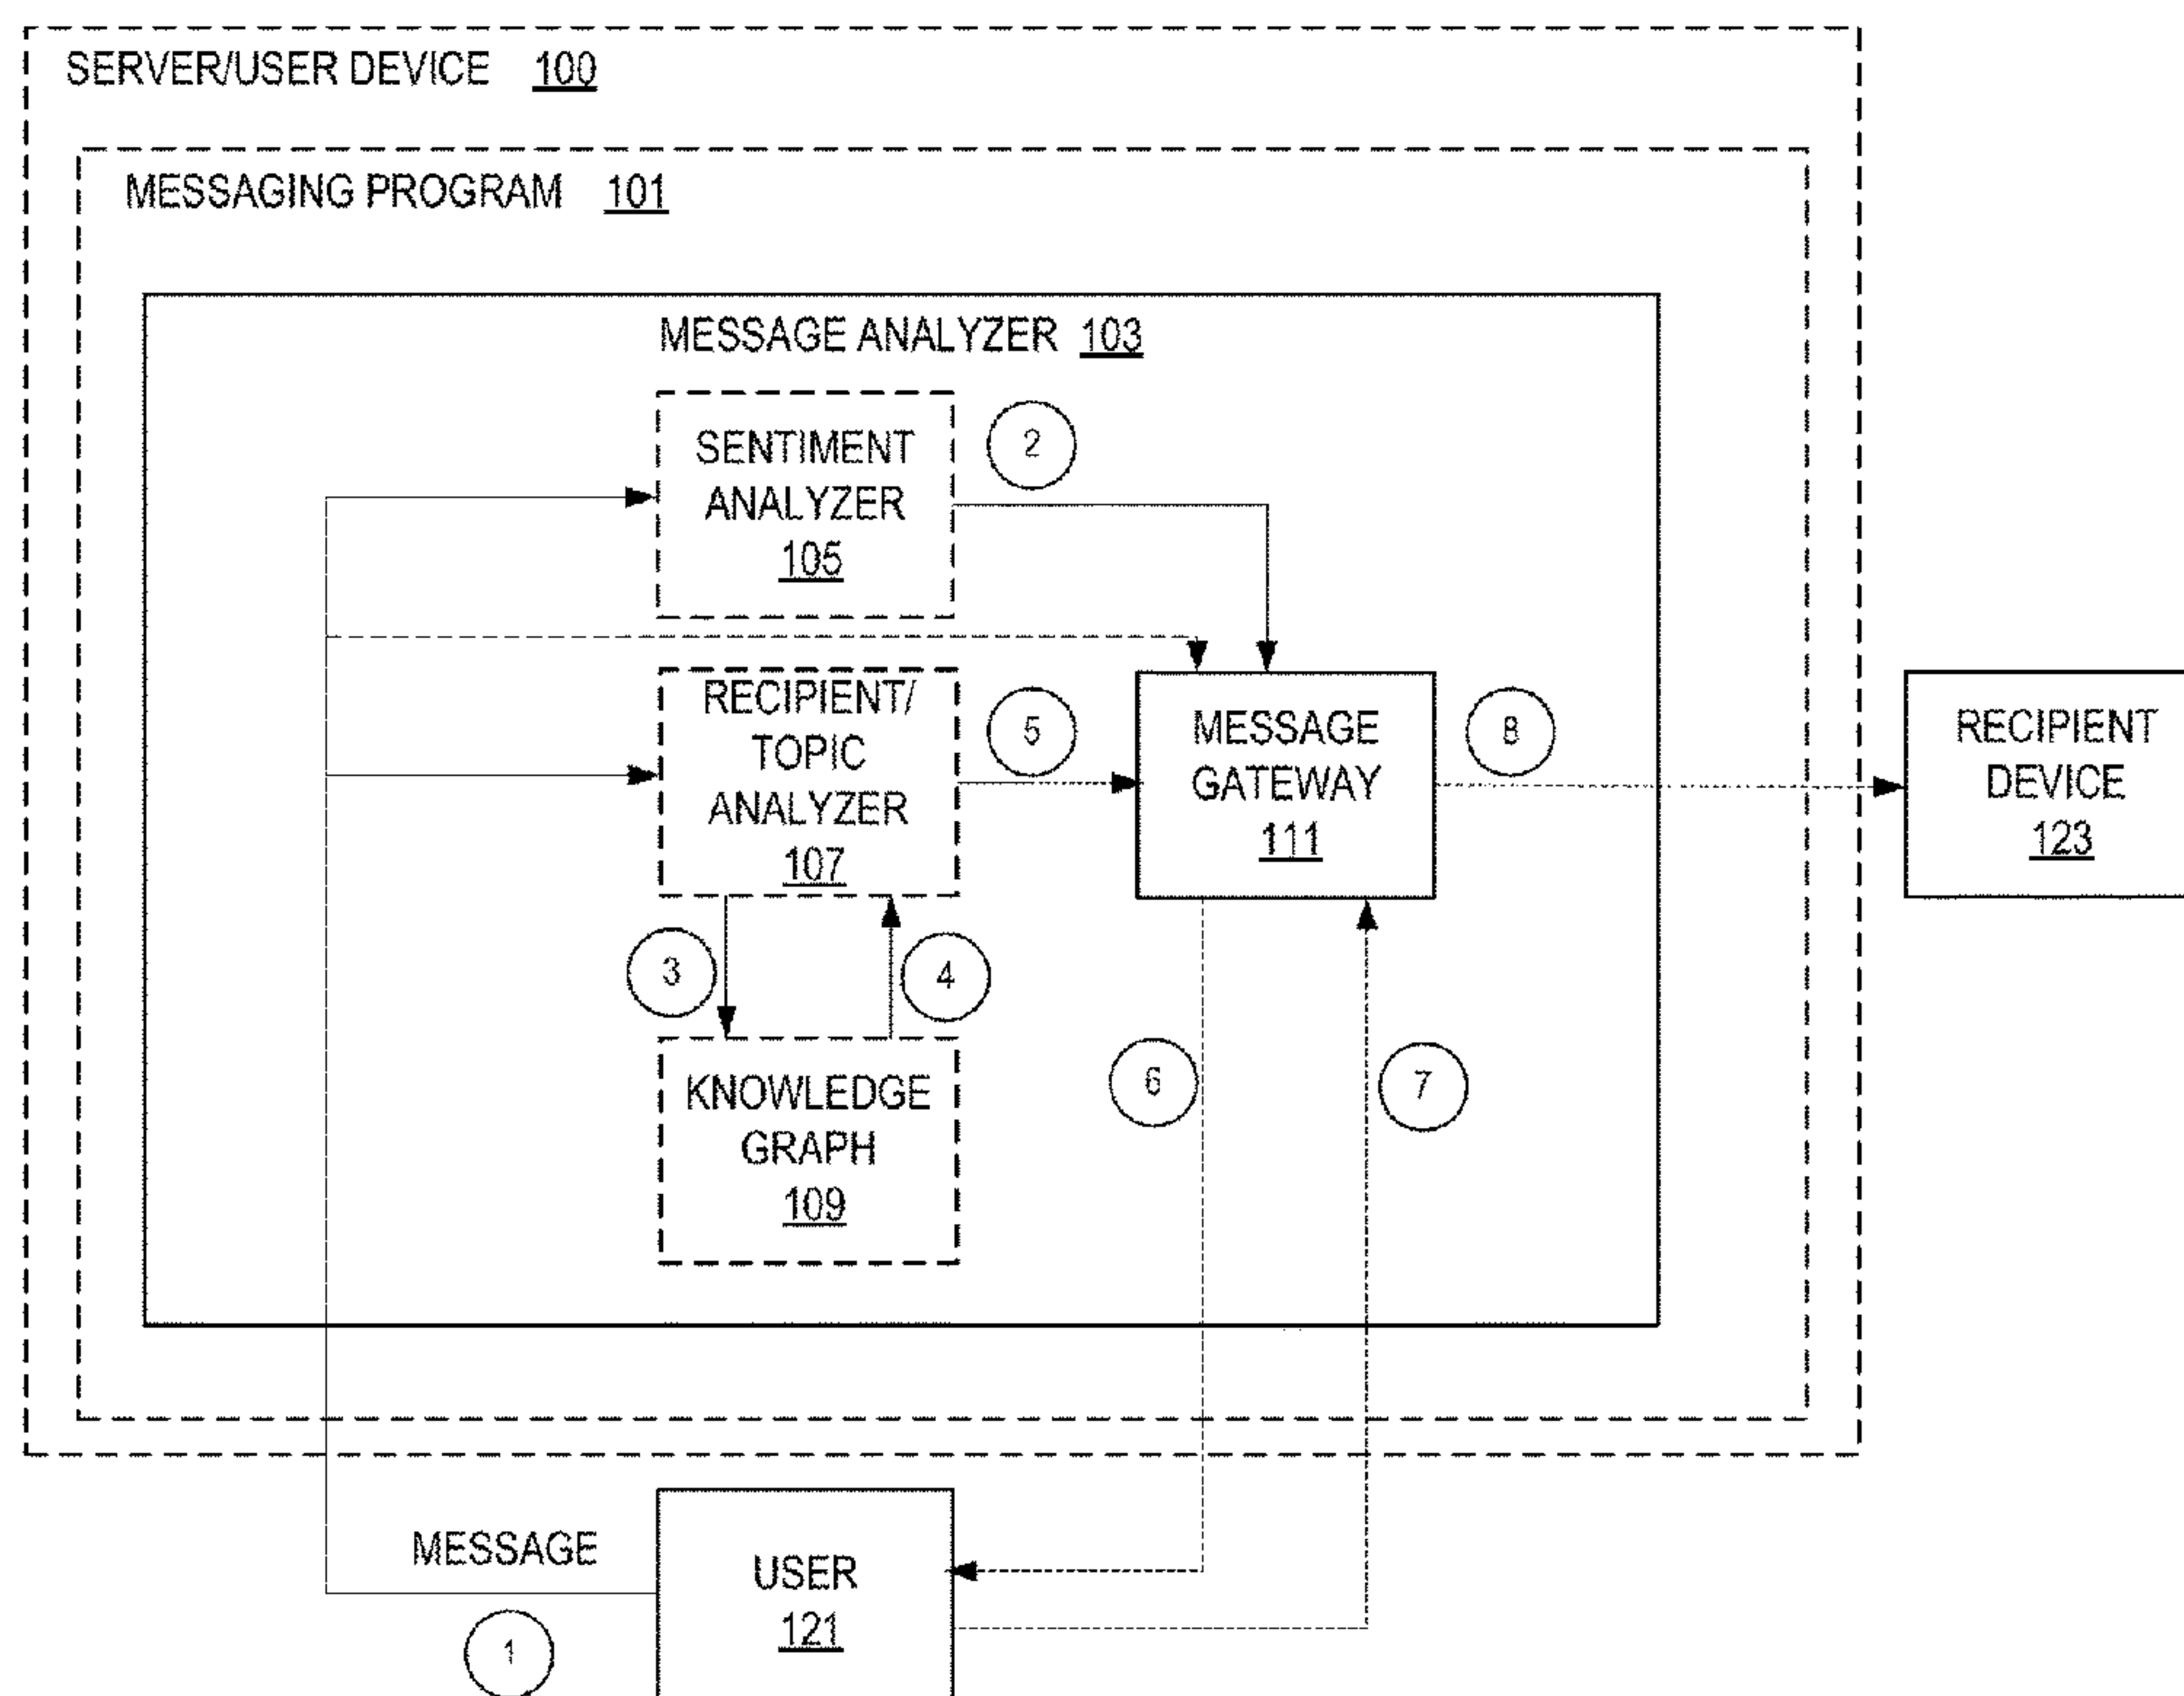 SERVER/USER DEVICE 100
MESSAGING PROGRAM 101
MESSAGE ANALYZER 103
SENTIMENT
ANALYZER
105
2
RECIPIENT/
TOPIC
ANALYZER
107
5
MESSAGE
GATEWAY
111
8
RECIPIENT
DEVICE
123
3
4
KNOWLEDGE
GRAPH
109
6
7
MESSAGE
1
USER
121